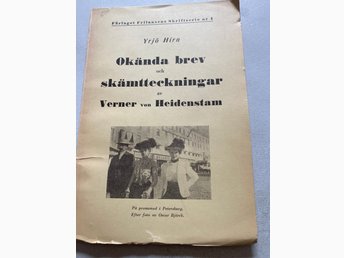 Förlaget Frilansens Skriftserie nr 1
Yrjö Hirn
Okända brev
och
skämtteckningar
av
Verner von Heidenstam
På promenad i Petersburg.
Efter foto av Oscar Björck.